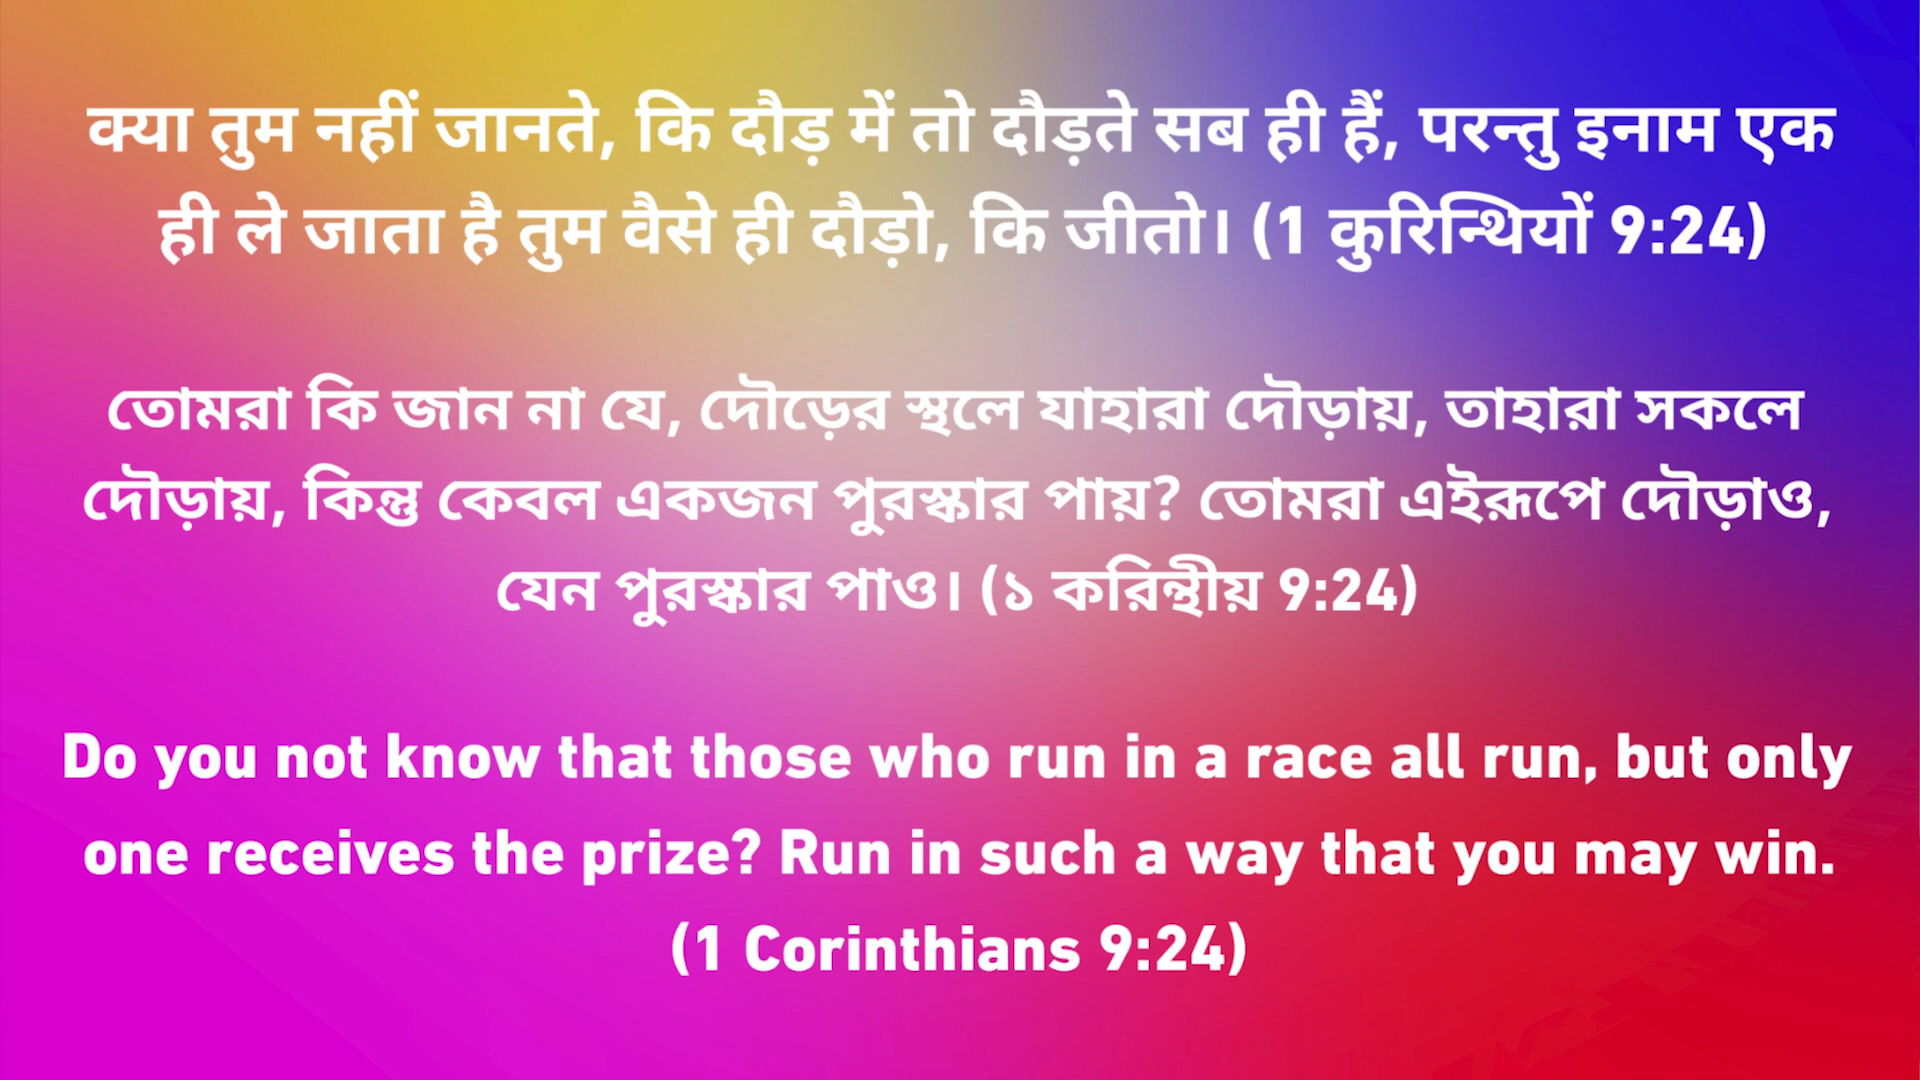 क्या तुम नहीं जानते, कि दौड़ में तो दौड़ते सब ही हैं, परन्तु इनाम एक
ही ले जाता है तुम वैसे ही दौड़ो, कि जीतो। (1 कुरिन्थियों 9:24)
তোমরা কি জান না যে, দৌড়ের স্থলে যাহারা দৌড়ায়, তাহারা সকলে
দৌড়ায়, কিন্তু কেবল একজন পুরস্কার পায়? তোমরা এইরূপে দৌড়াও,
যেন পুরস্কার পাও। (১ করিন্থীয় 9:24)
Do you not know that those who run in a race all run, but only
one receives the prize? Run in such a way that you may win.
(1 Corinthians 9:24)